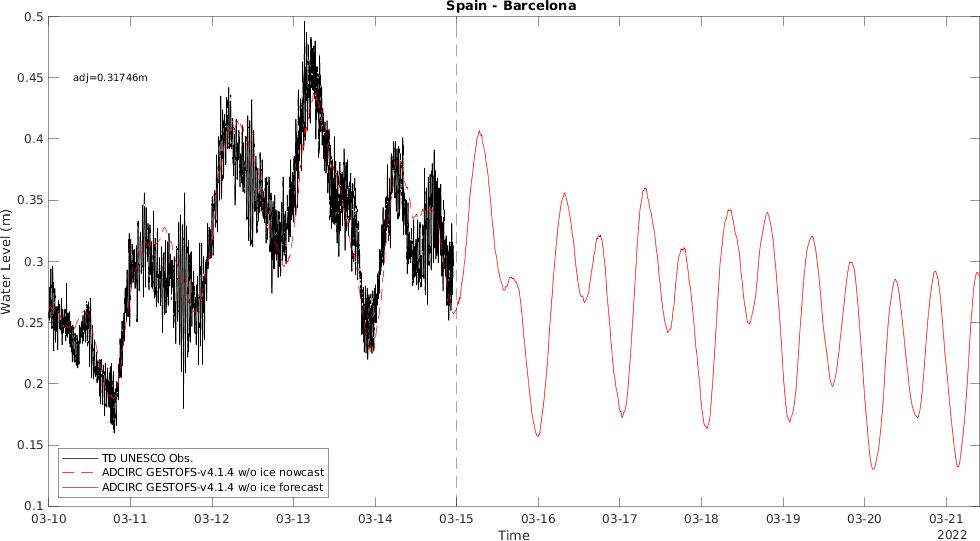 Spain - Barcelona
0.5
0.45
0.4
0.35
0.3
0.25
0.2
0.15
0.1
Water Level (m)
adj=0.31746m
TD UNESCO Obs.
ADCIRC GESTOFS-v4.1.4 w/o ice nowcast
ADCIRC GESTOFS-v4.1.4 w/o ice forecast
03-10 03-11 03-12 03-13 03-14 03-15 03-16 03-17 03-18 03-19 03-20 03-21
Time
2022